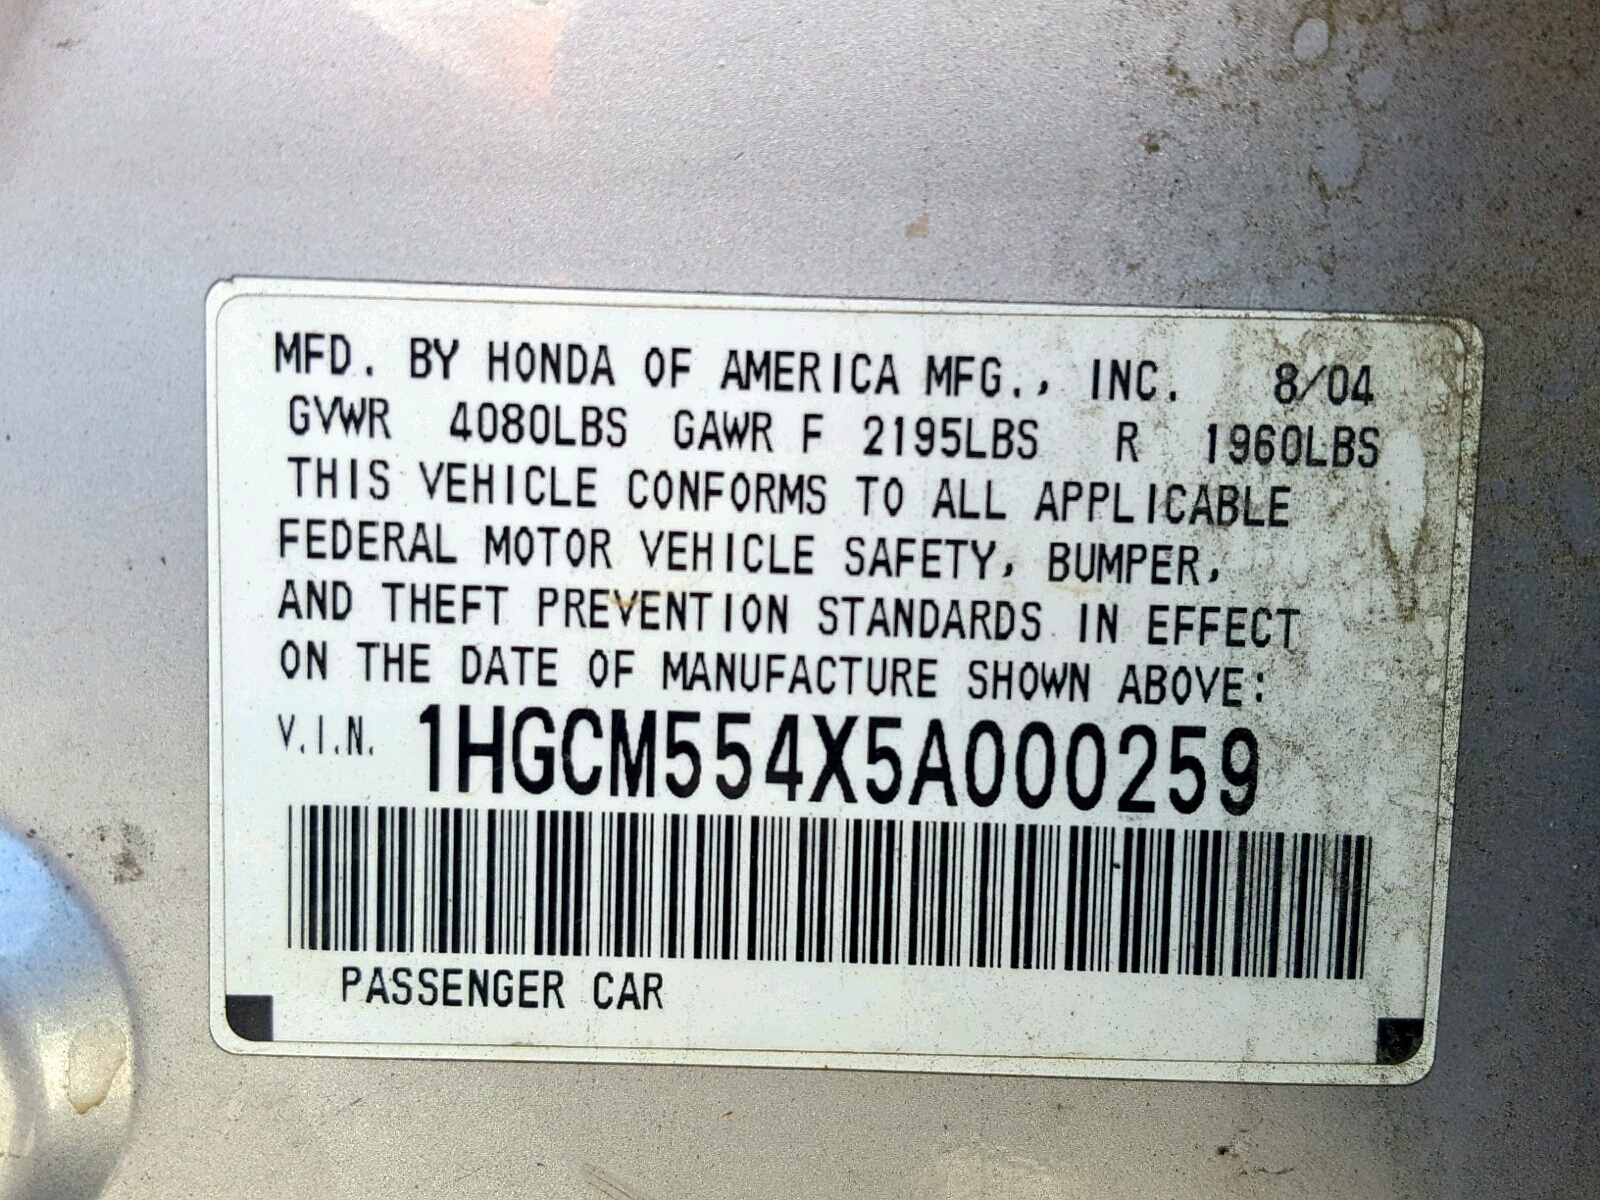 MFD. BY HONDA OF AMERICA MFG., INC. 8/04
GVWR 4080LBS GAWR F 2195LBS R 1960LBS
THIS VEHICLE CONFORMS TO ALL APPLICABLE
FEDERAL MOTOR VEHICLE SAFETY, BUMPER,
AND THEFT PREVENTION STANDARDS IN EFFECT
ON THE DATE OF MANUFACTURE SHOWN ABOVE:
V.I.N. 1HGCM554X5A000259
PASSENGER CAR